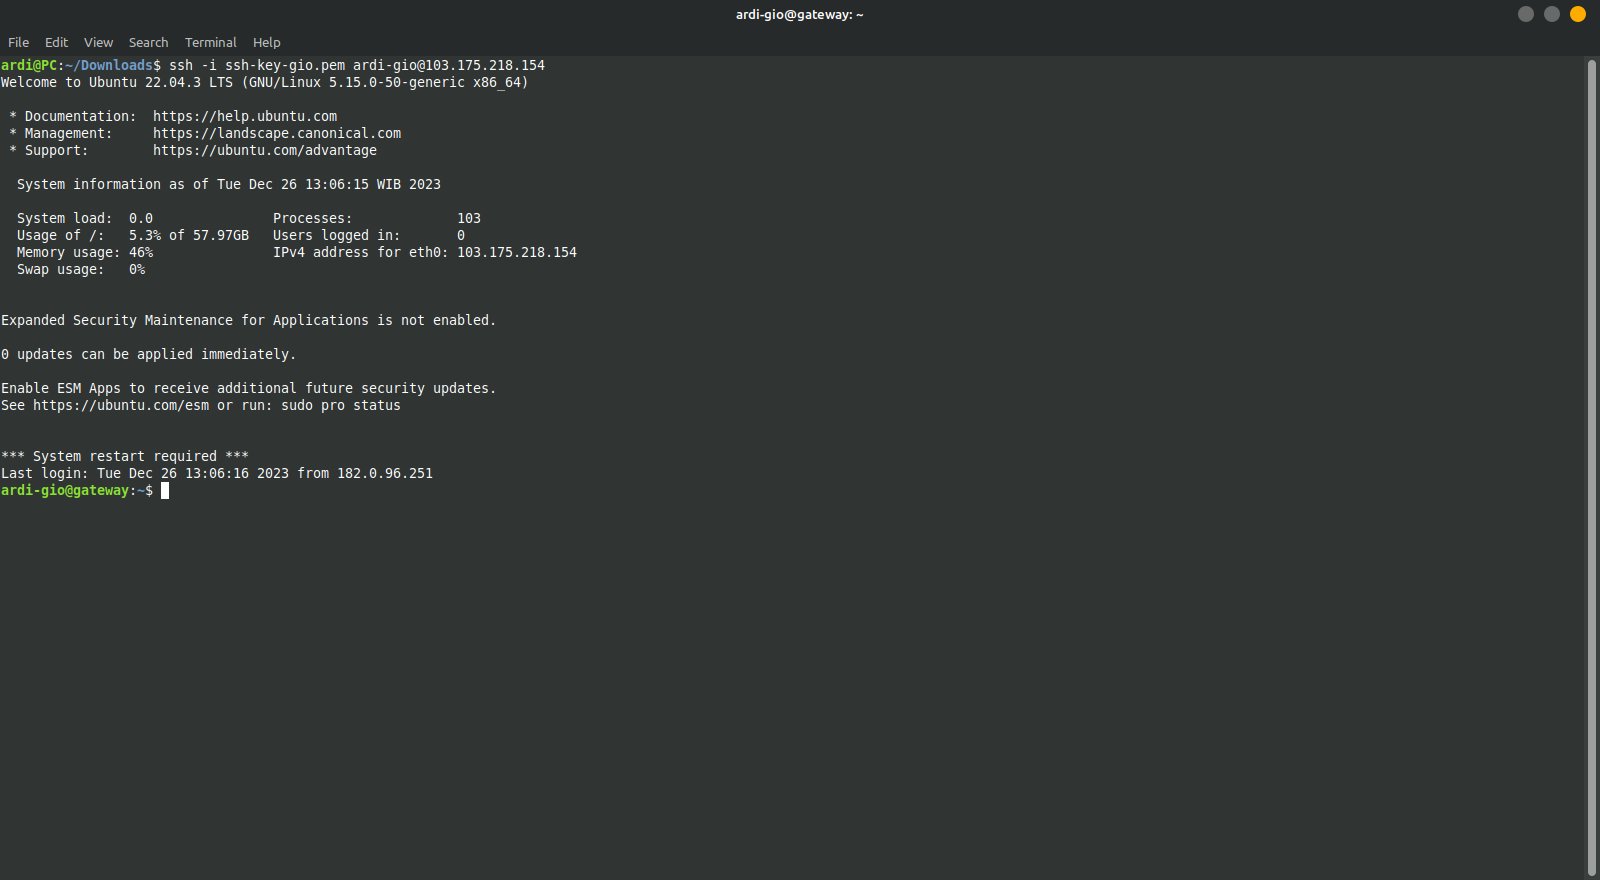 ardi-gio@gateway: ~
File Edit View Search Terminal Help
ardi@PC:~/Downloads$ ssh -i ssh-key-gio.pem ardi-gio@103.175.218.154
Welcome to Ubuntu 22.04.3 LTS (GNU/Linux 5.15.0-50-generic x86_64)
* Documentation:  https://help.ubuntu.com
* Management:     https://landscape.canonical.com
* Support:        https://ubuntu.com/advantage
System information as of Tue Dec 26 13:06:15 WIB 2023
System load:  0.0               Processes:             103
Usage of /:   5.3% of 57.97GB   Users logged in:       0
Memory usage: 46%               IPv4 address for eth0: 103.175.218.154
Swap usage:   0%
Expanded Security Maintenance for Applications is not enabled.
0 updates can be applied immediately.
Enable ESM Apps to receive additional future security updates.
See https://ubuntu.com/esm or run: sudo pro status
*** System restart required ***
Last login: Tue Dec 26 13:06:16 2023 from 182.0.96.251
ardi-gio@gateway:~$